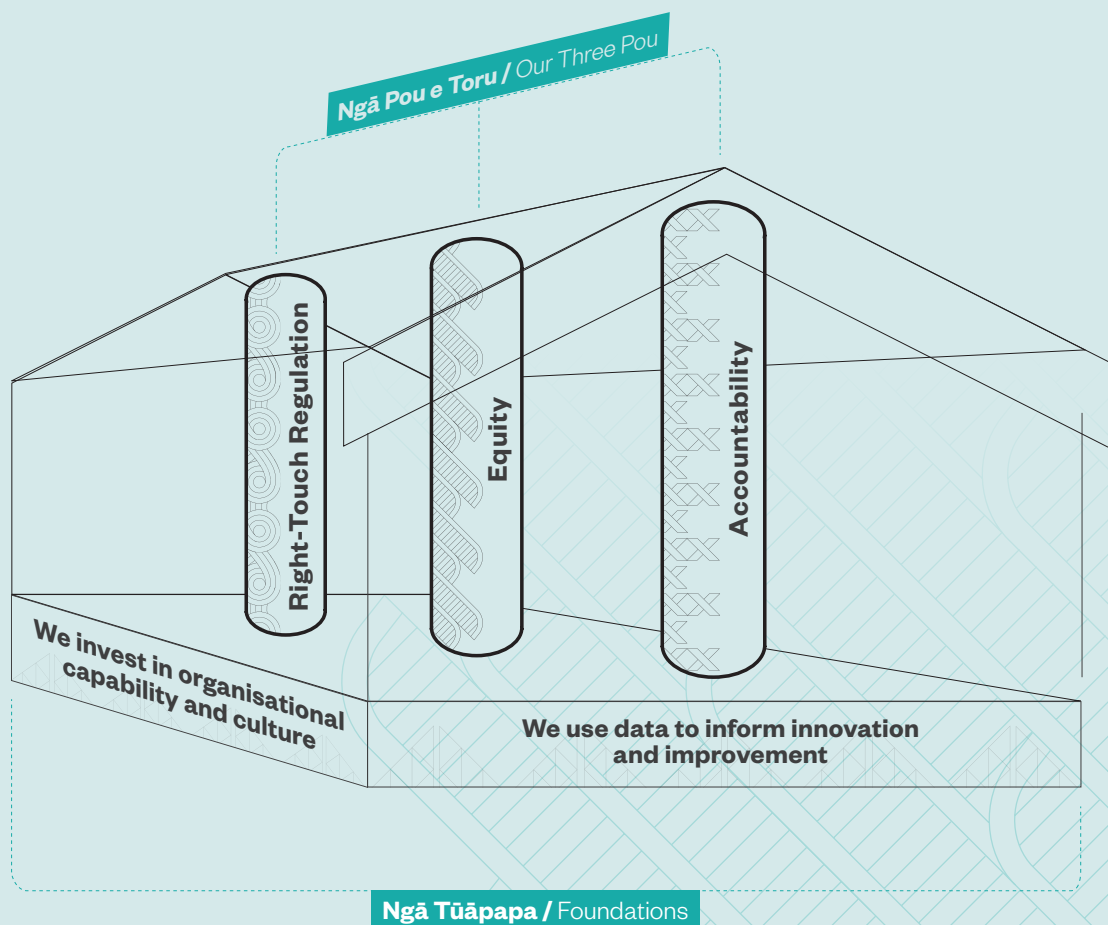 Ngā Pou e Toru / Our Three Pou
Right-Touch Regulation
Equity
Accountability
We invest in organisational
capability and culture
We use data to inform innovation
and improvement
Ngā Tūāpapa / Foundations